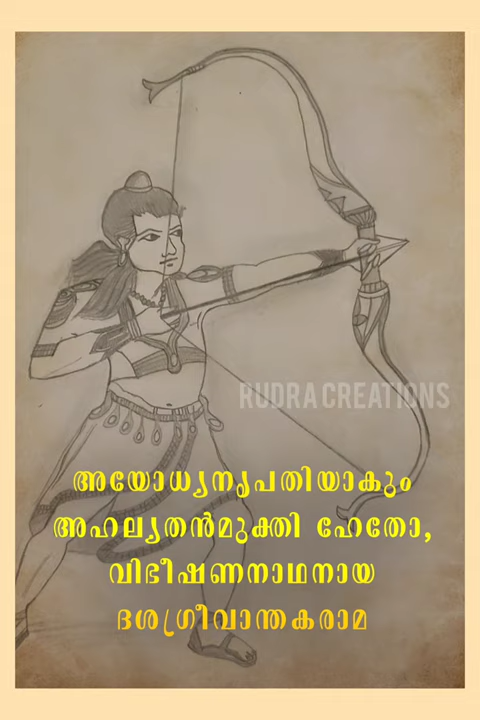 RUDRA CREATIONS
അയോധ്യനൃപതിയാകും
അഹല്യതൻമുക്തി ഹേതോ,
വിഭീഷണനാഥനായ
ദശഗ്രീവാന്തകരാമ